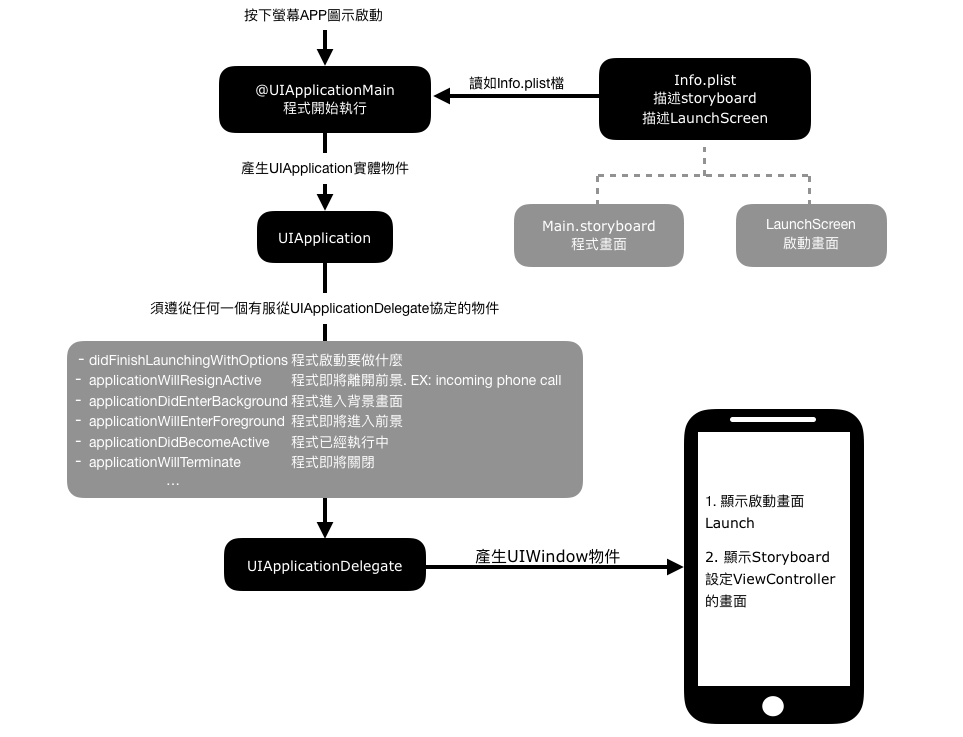 按下螢幕APP圖示啟動
@UIApplicationMain
程式開始執行
讀如Info.plist檔
Info.plist
描述storyboard
描述LaunchScreen
產生UIApplication實體物件
Main.storyboard
程式畫面
LaunchScreen
啟動畫面
UIApplication
須遵從任何一個有服從UIApplicationDelegate協定的物件
- didFinishLaunchingWithOptions 程式啟動要做什麼
- applicationWillResignActive 程式即將離開前景. EX: incoming phone call
- applicationDidEnterBackground 程式進入背景畫面
- applicationWillEnterForeground 程式即將進入前景
- applicationDidBecomeActive 程式已經執行中
- applicationWillTerminate 程式即將關閉
...
UIApplicationDelegate
產生UIWindow物件
1. 顯示啟動畫面
Launch
2. 顯示Storyboard
設定ViewController
的畫面